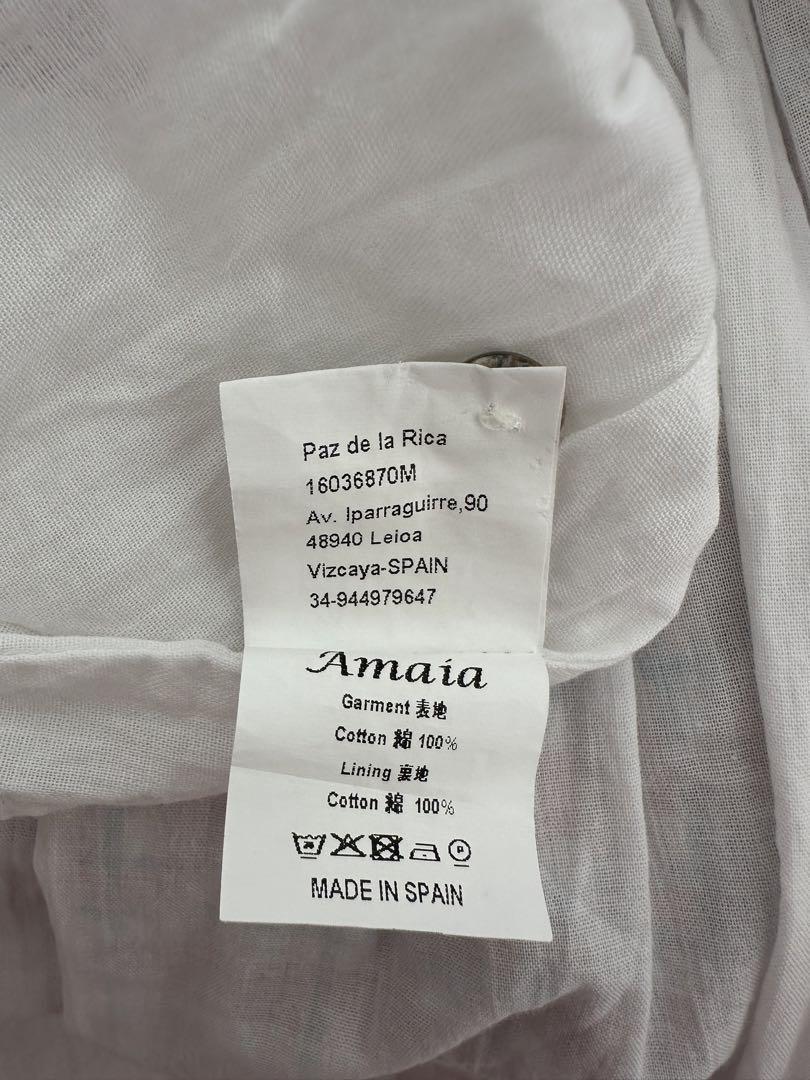 Paz de la Rica
16036870M
Av. Iparraguirre,90
48940 Leioa
Vizcaya-SPAIN
34-944979647
Amaia
Garment 表地
Cotton 綿 100%
Lining 裏地
Cotton 綿 100%
MADE IN SPAIN